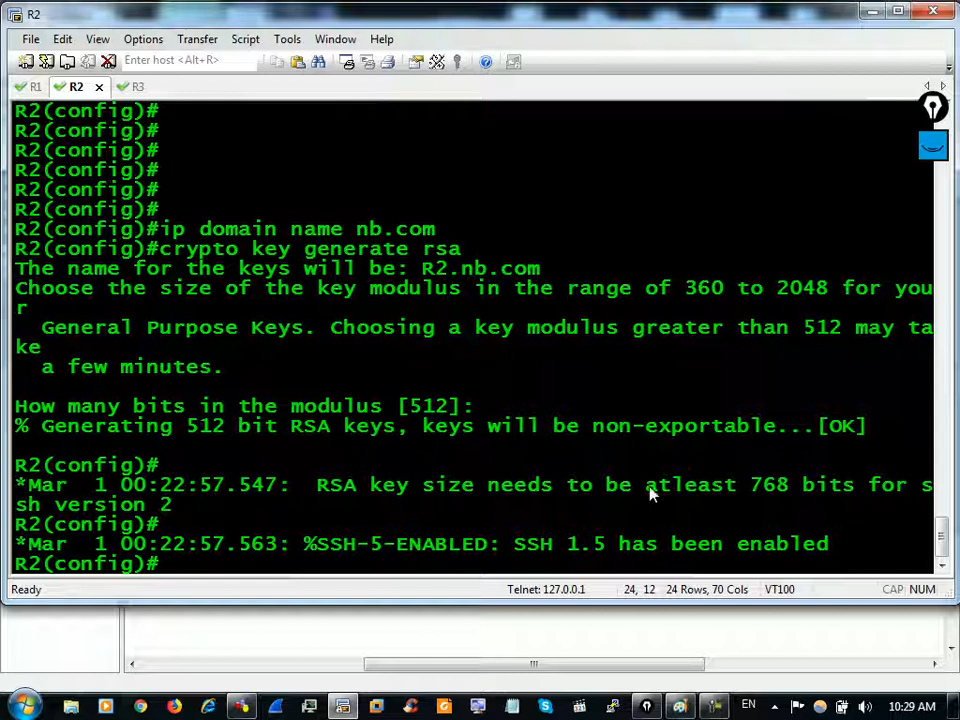 R2
File Edit View Options Transfer Script Tools Window Help
Enter host <Alt+R>
R1 R2 × R3
R2(config)#
R2(config)#
R2(config)#
R2(config)#
R2(config)#
R2(config)#
R2(config)#ip domain name nb.com
R2(config)#crypto key generate rsa
The name for the keys will be: R2.nb.com
Choose the size of the key modulus in the range of 360 to 2048 for you
r
General Purpose Keys. Choosing a key modulus greater than 512 may ta
ke
a few minutes.
How many bits in the modulus [512]:
% Generating 512 bit RSA keys, keys will be non-exportable...[OK]
R2(config)#
*Mar 1 00:22:57.547: RSA key size needs to be atleast 768 bits for s
sh version 2
R2(config)#
*Mar 1 00:22:57.563: %SSH-5-ENABLED: SSH 1.5 has been enabled
R2(config)#
Ready Telnet: 127.0.0.1 24, 12 24 Rows, 70 Cols VT100 CAP NUM
EN 10:29 AM